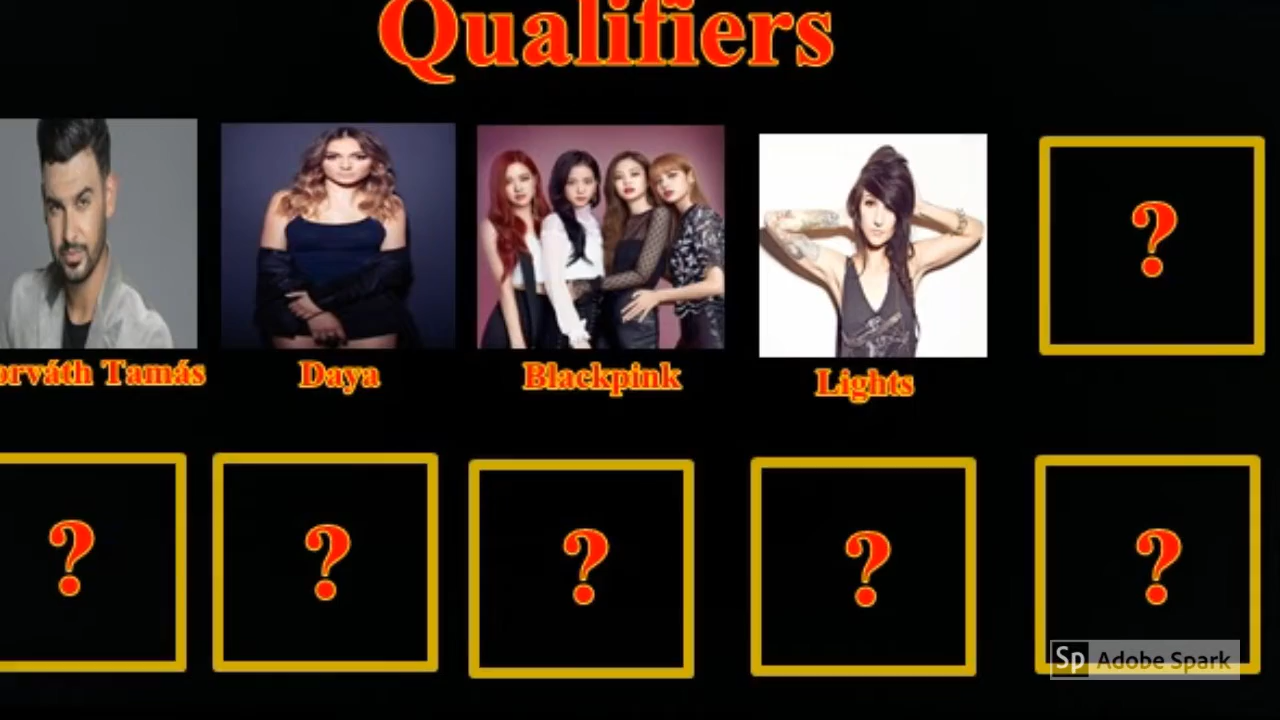 Qualifiers
orváth Tamás
Daya
Blackpink
Lights
?
?
?
?
?
?
Sp Adobe Spark